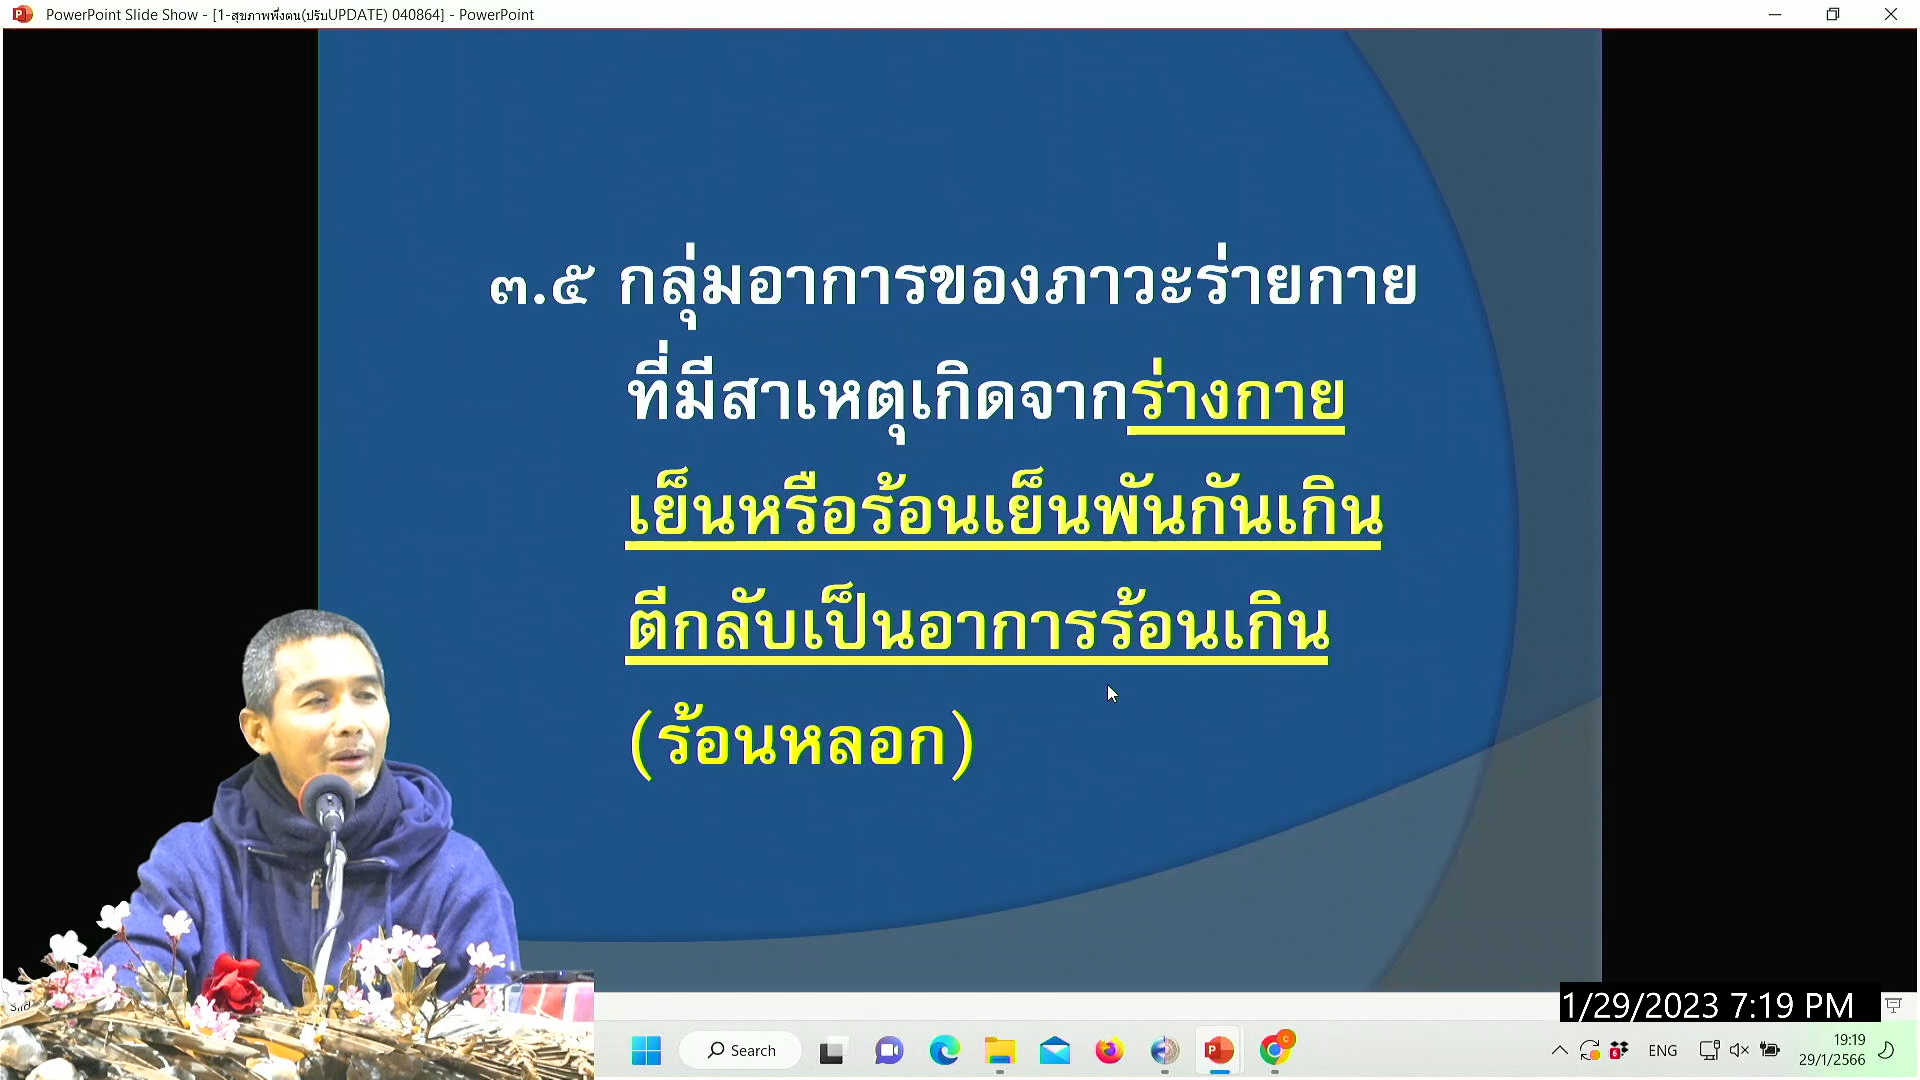 PowerPoint Slide Show - [1-สุขภาพพึ่งตน(ปรับUPDATE) 040864] - PowerPoint
๓.๕ กลุ่มอาการของภาวะร่ายกาย
ที่มีสาเหตุเกิดจากร่างกาย
เย็นหรือร้อนเย็นพันกันเกิน
ตีกลับเป็นอาการร้อนเกิน
(ร้อนหลอก)
1/29/2023 7:19 PM
Search
ENG
19:19
29/1/2566